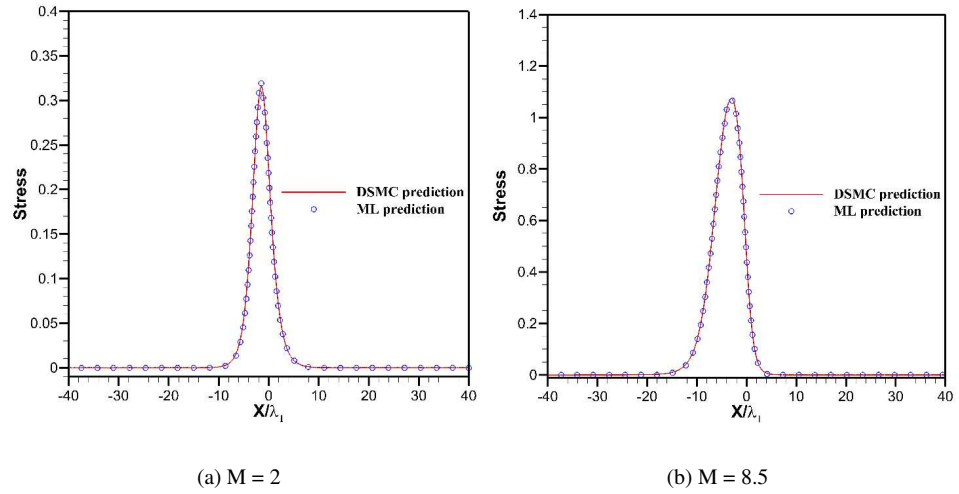 0.4
0.35
0.3
0.25
0.2
0.15
0.1
0.05
0
Stress
DSMC prediction
ML prediction
-40 -30 -20 -10 0 10 20 30 40
X/λ₁
(a) M = 2
1.4
1.2
1
0.8
0.6
0.4
0.2
0
Stress
DSMC prediction
ML prediction
-40 -30 -20 -10 0 10 20 30 40
X/λ₁
(b) M = 8.5